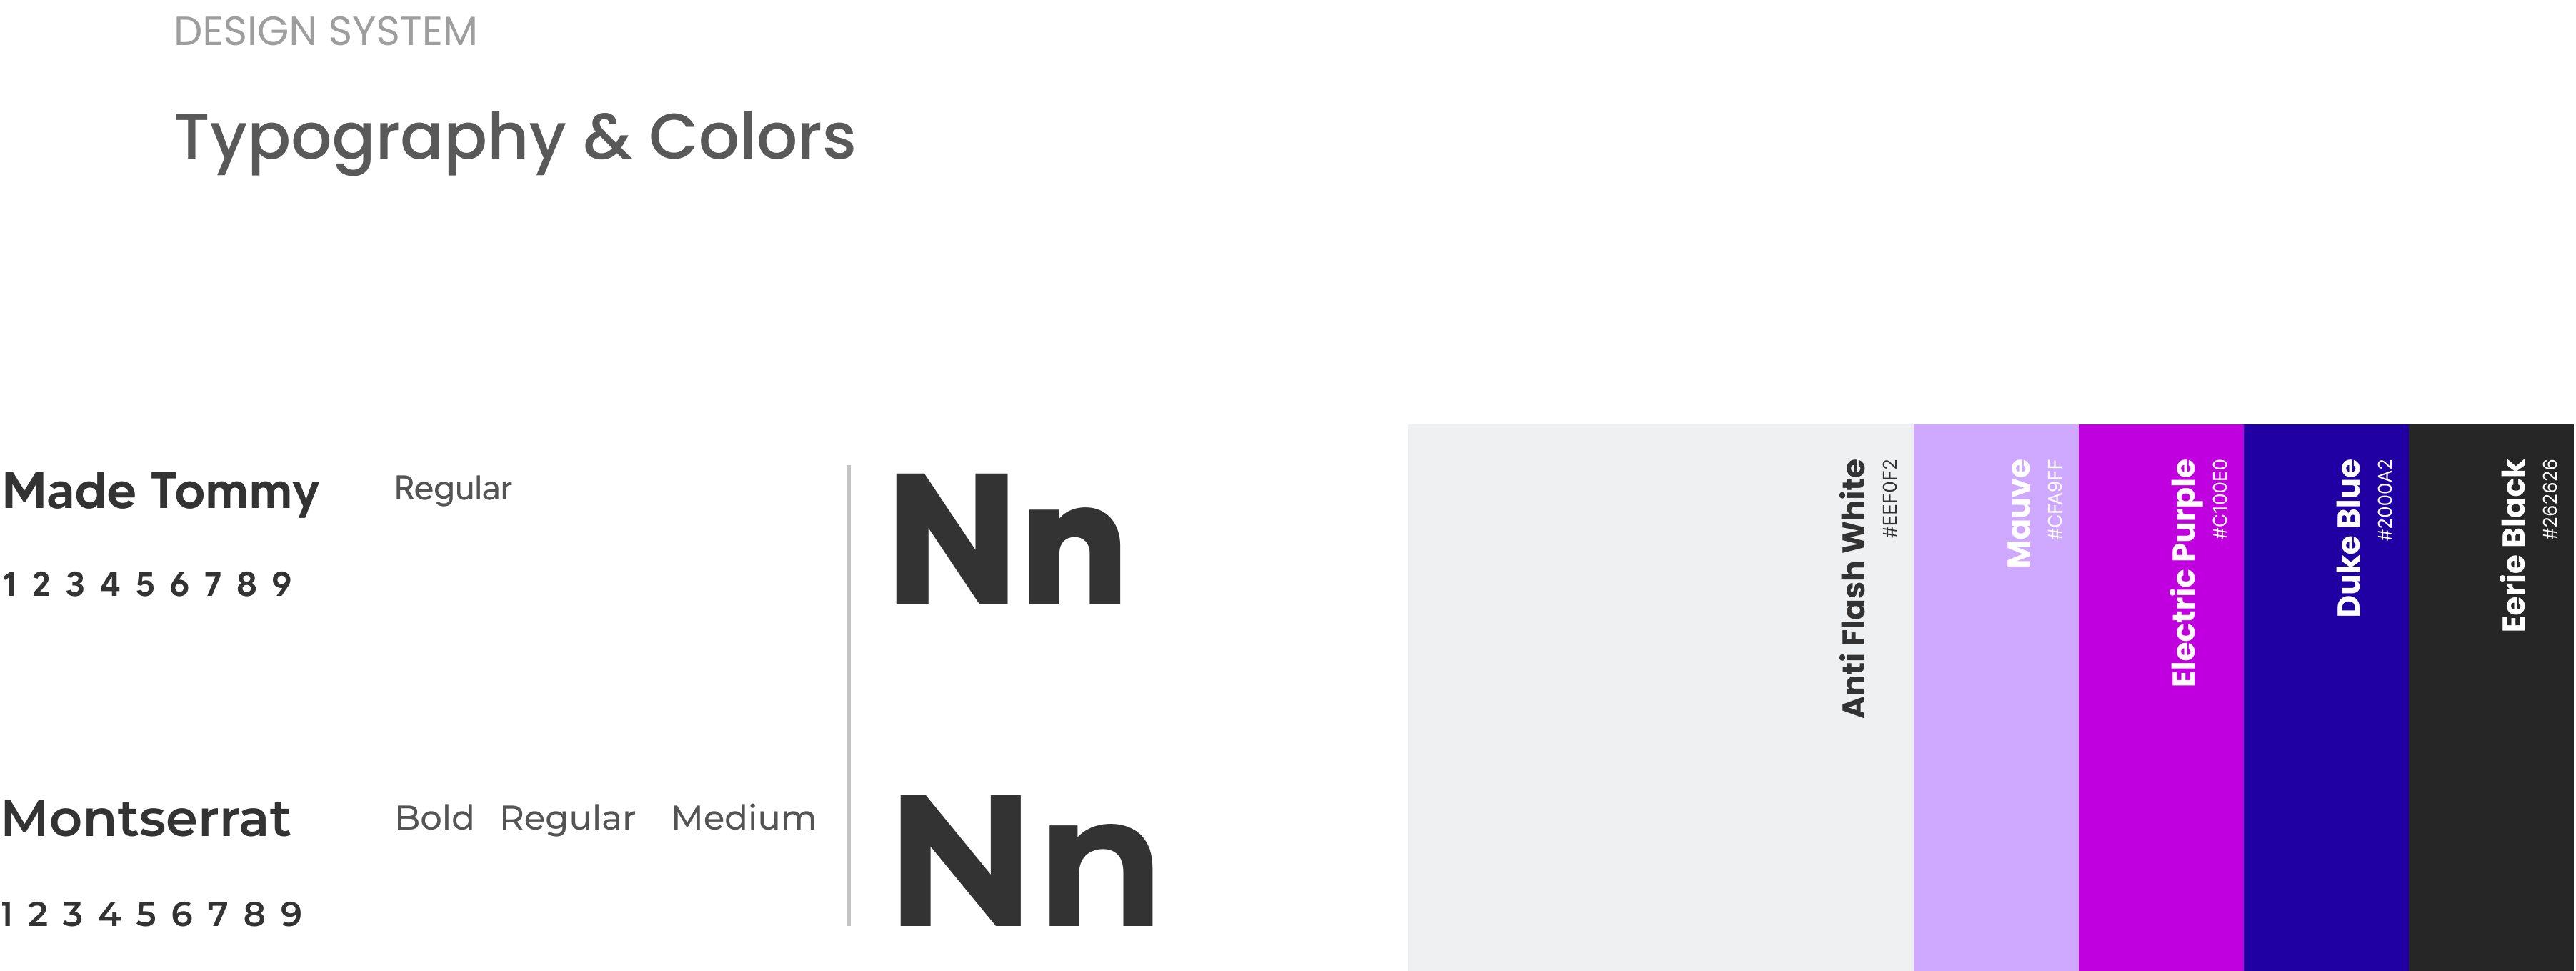 DESIGN SYSTEM
Typography & Colors
Made Tommy Regular
1 2 3 4 5 6 7 8 9
Nn
Montserrat Bold Regular Medium
1 2 3 4 5 6 7 8 9
Nn
Anti Flash White
#EEF0F2
Mauve
#CFA9FF
Electric Purple
#C100E0
Duke Blue
#2000A2
Eerie Black
#262626